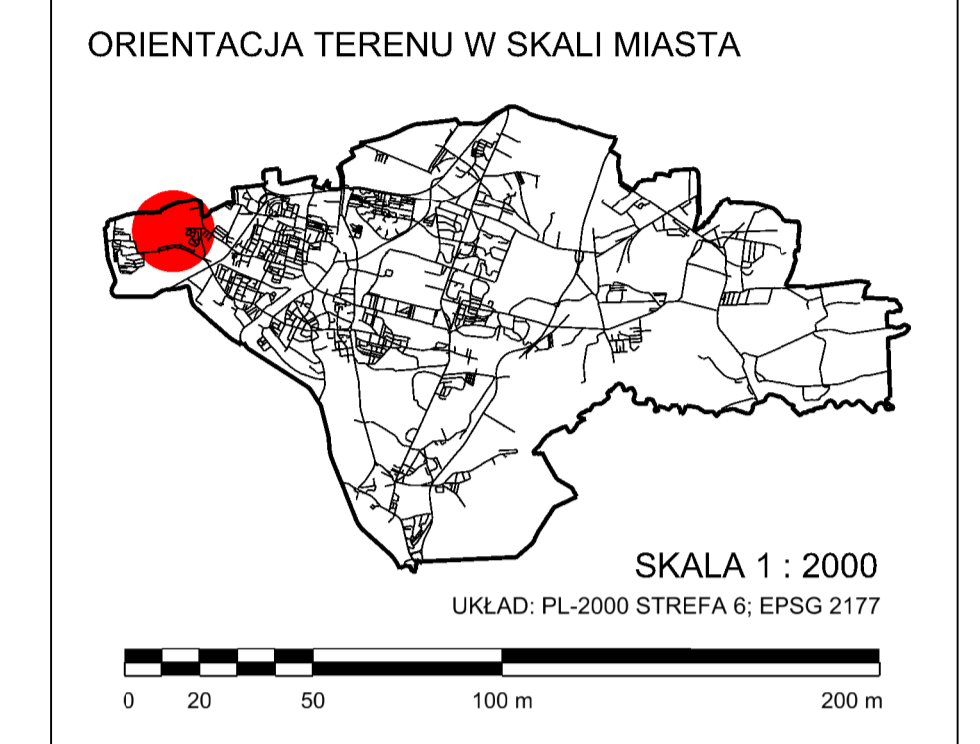 ORIENTACJA TERENU W SKALI MIASTA
SKALA 1 : 2000
UKŁAD: PL-2000 STREFA 6; EPSG 2177
0 20 50 100 m 200 m